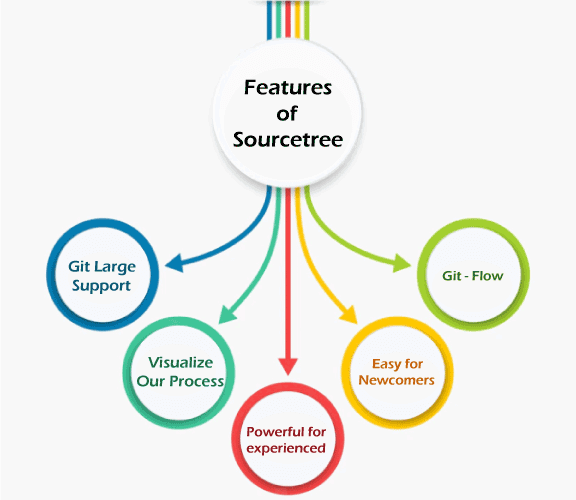 Features
of
Sourcetree
Git Large
Support
Git - Flow
Visualize
Our Process
Easy for
Newcomers
Powerful for
experienced